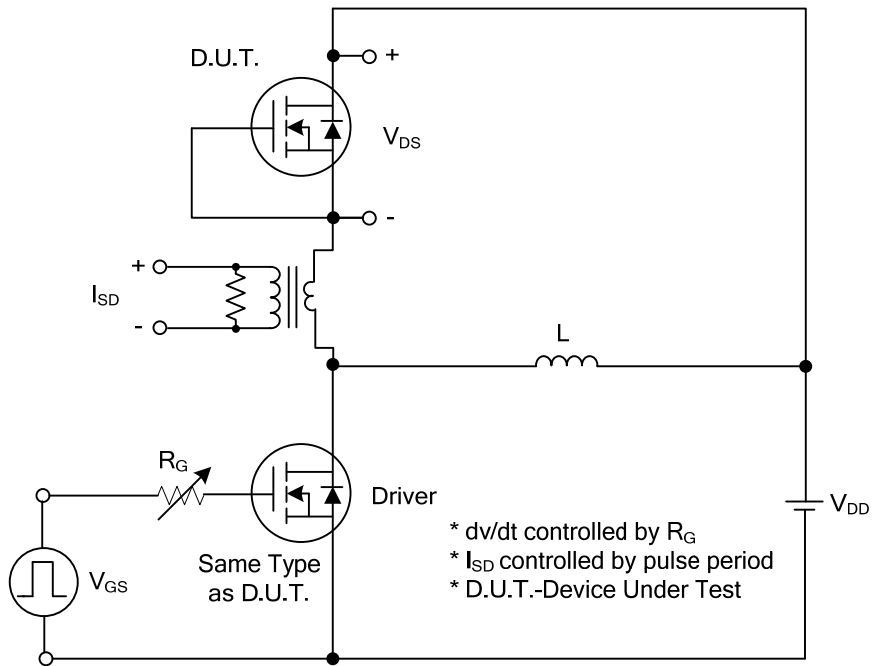 D.U.T.
+
V_DS
-
+
I_SD
-
L
R_G
Driver
V_DD
V_GS
Same Type
as D.U.T.
* dv/dt controlled by R_G
* I_SD controlled by pulse period
* D.U.T.-Device Under Test